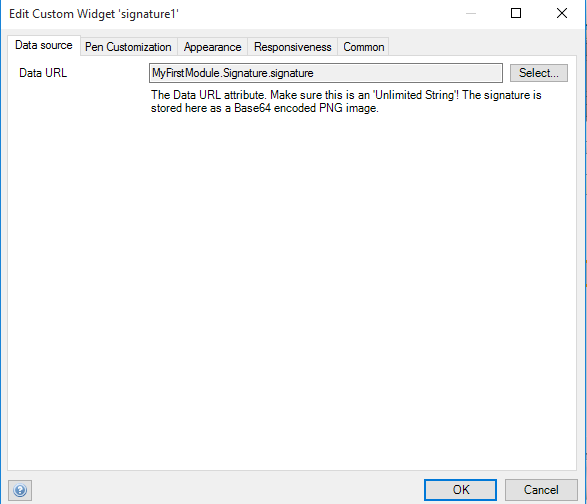 Edit Custom Widget 'signature1'
Data source Pen Customization Appearance Responsiveness Common
Data URL MyFirstModule.Signature.signature Select...
The Data URL attribute. Make sure this is an 'Unlimited String'! The signature is
stored here as a Base64 encoded PNG image.
? OK Cancel